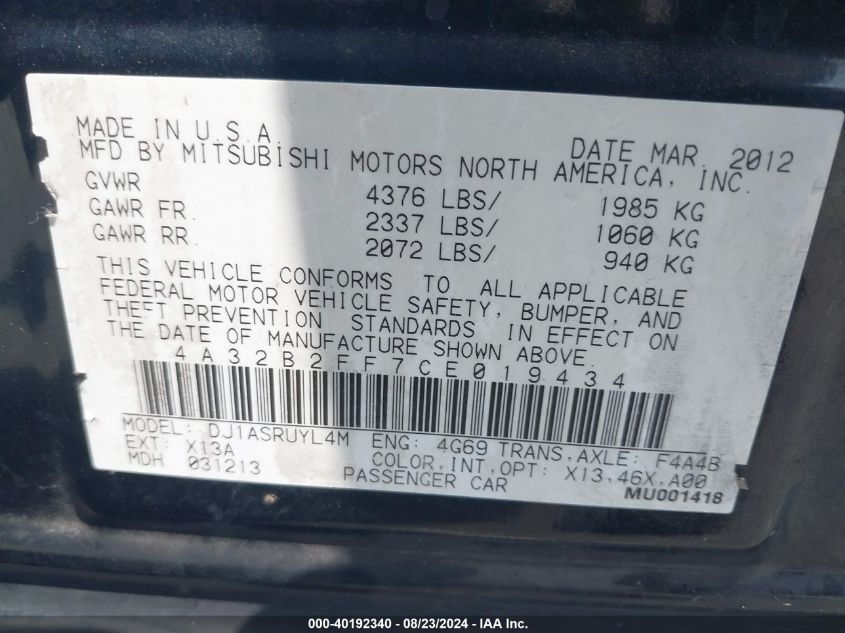 MADE IN U.S.A. DATE MAR. 2012
MFD BY MITSUBISHI MOTORS NORTH AMERICA, INC.
GVWR 4376 LBS/ 1985 KG
GAWR FR. 2337 LBS/ 1060 KG
GAWR RR. 2072 LBS/ 940 KG
THIS VEHICLE CONFORMS TO ALL APPLICABLE
FEDERAL MOTOR VEHICLE SAFETY, BUMPER, AND
THEFT PREVENTION STANDARDS IN EFFECT ON
THE DATE OF MANUFACTURE SHOWN ABOVE.
4A32B2FF7CE019434
MODEL: DJ1ASRUYL4M ENG: 4G69 TRANS,AXLE: F4A4B
EXT: X13A COLOR,INT,OPT: X13,46X,A00
MDH 031213 PASSENGER CAR
MU001418
000-40192340 - 08/23/2024 - IAA Inc.